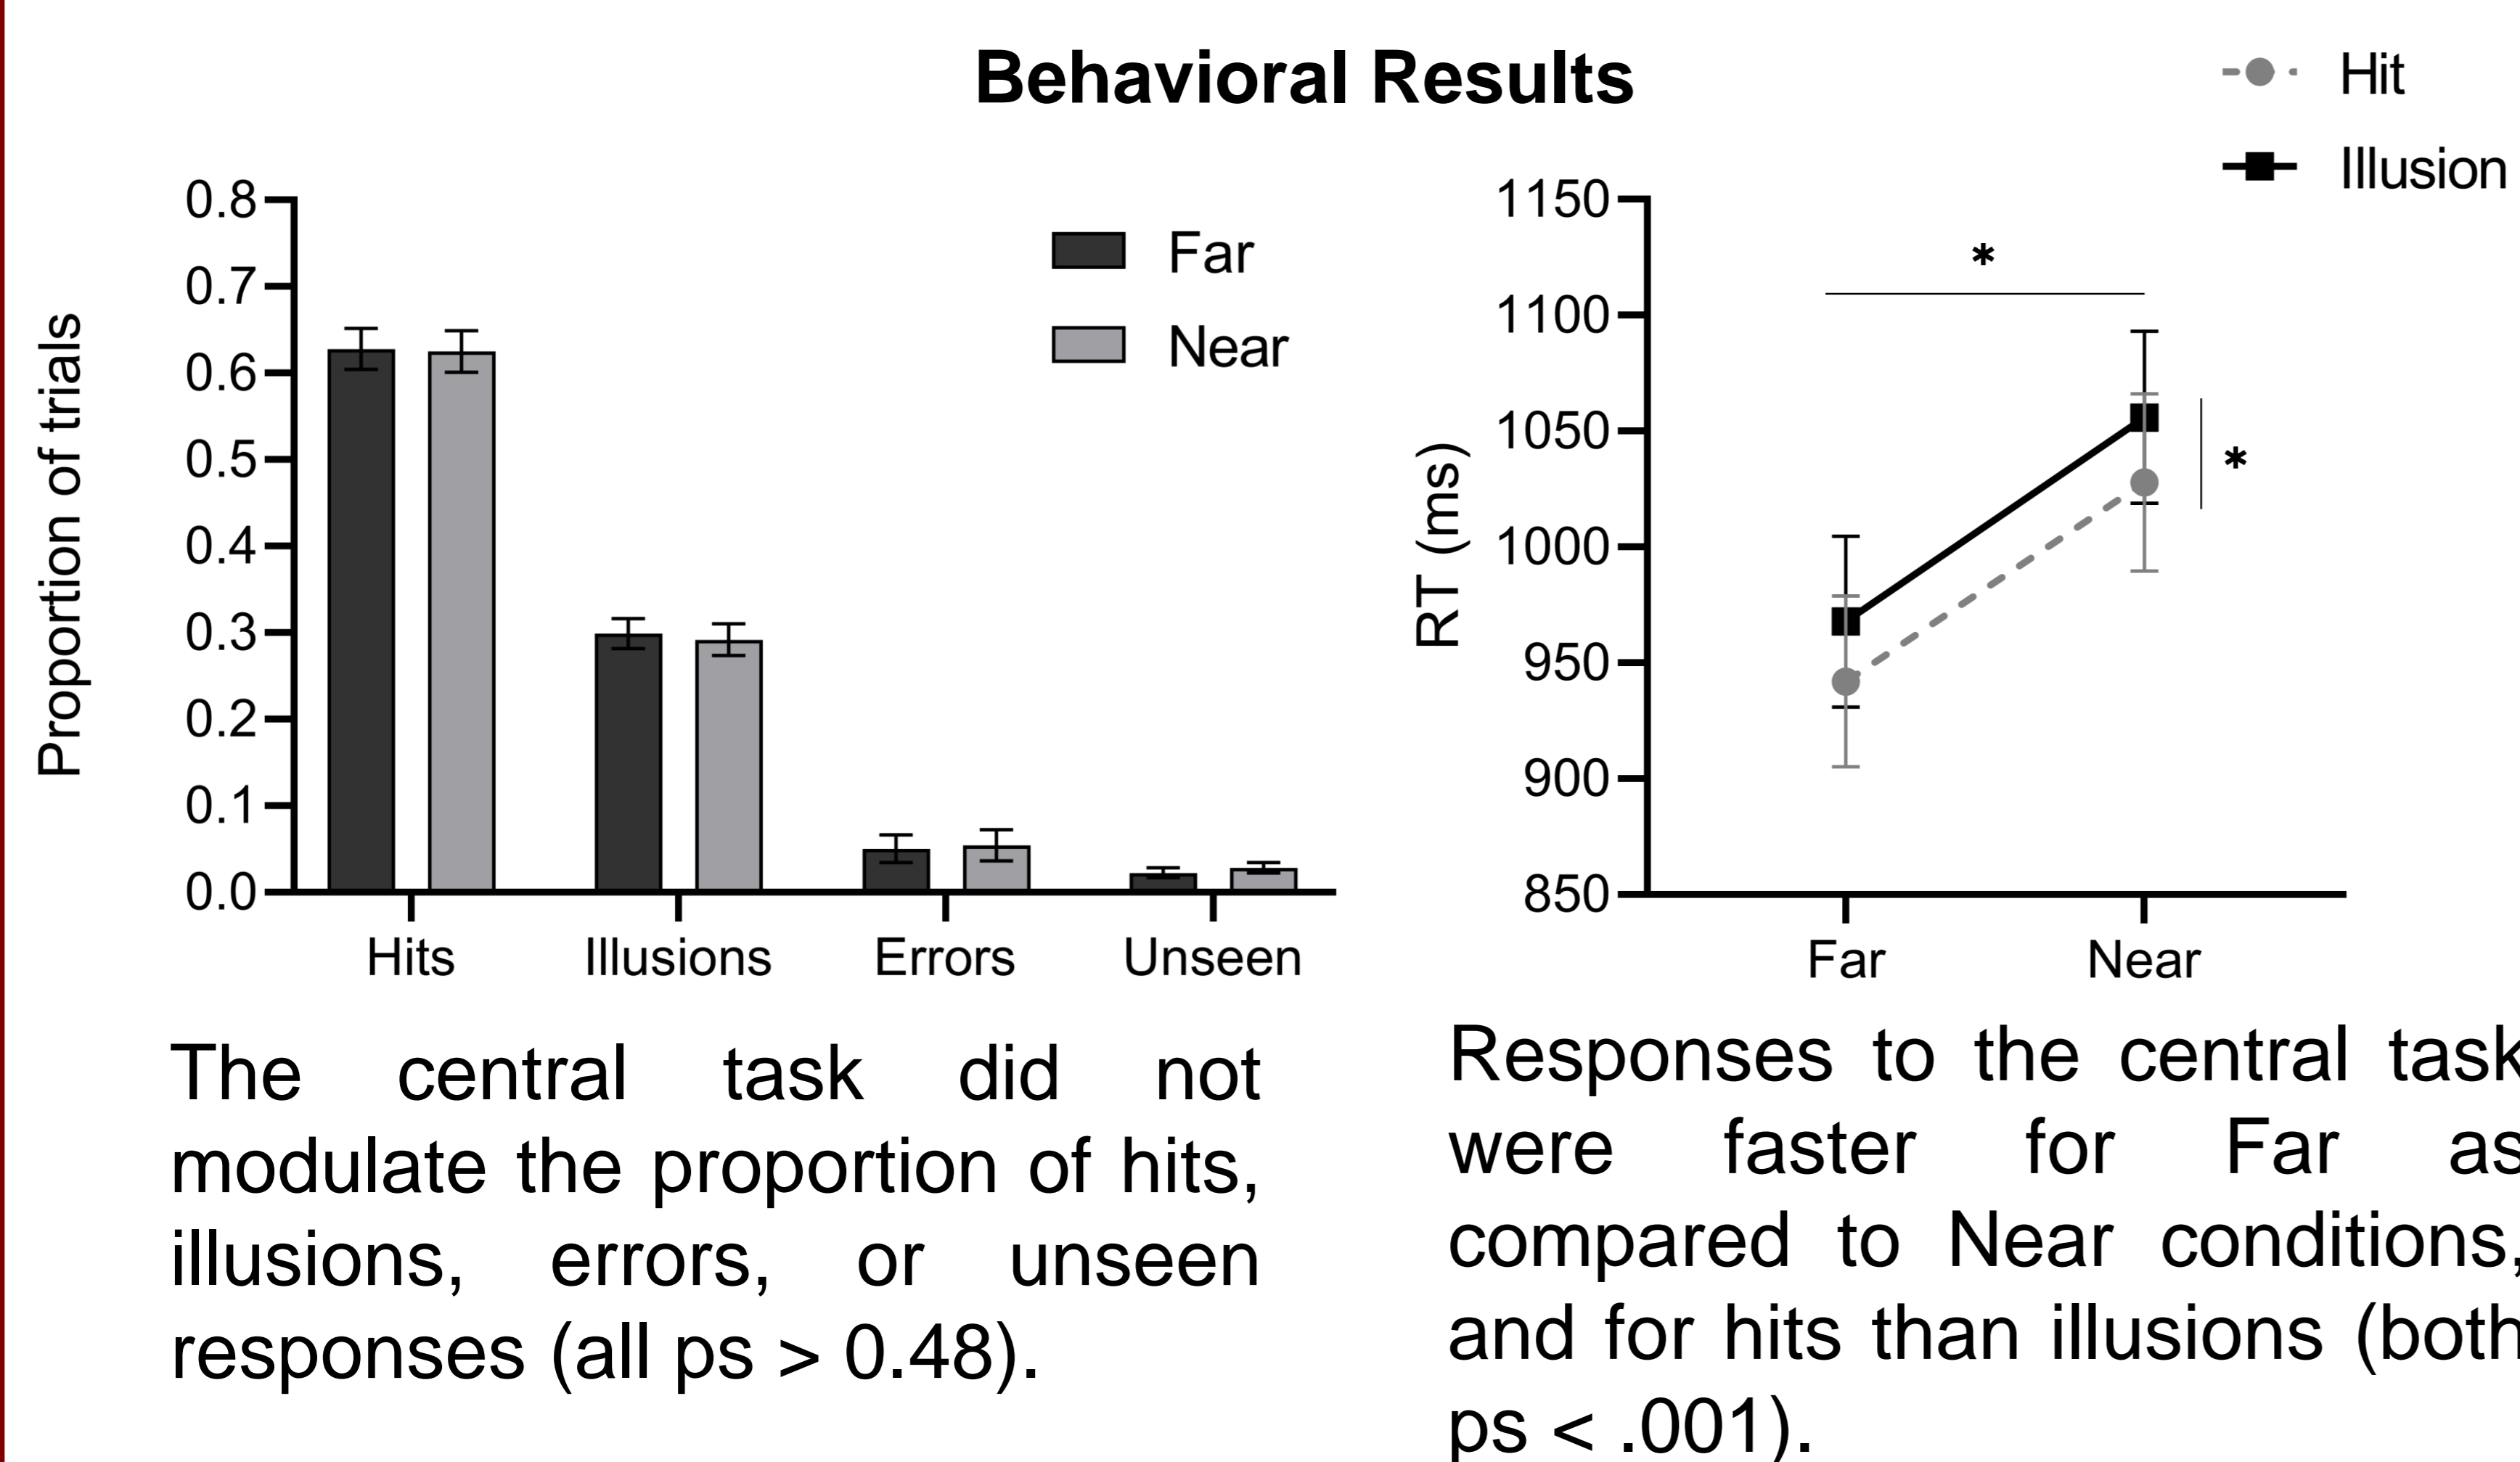 Behavioral Results
Hit
Illusion
Proportion of trials
0.8
0.7
0.6
0.5
0.4
0.3
0.2
0.1
0.0
Far
Near
Hits Illusions Errors Unseen
RT (ms)
1150
1100
1050
1000
950
900
850
*
*
Far Near
The central task did not
modulate the proportion of hits,
illusions, errors, or unseen
responses (all ps > 0.48).
Responses to the central task
were faster for Far as
compared to Near conditions,
and for hits than illusions (both
ps < .001).